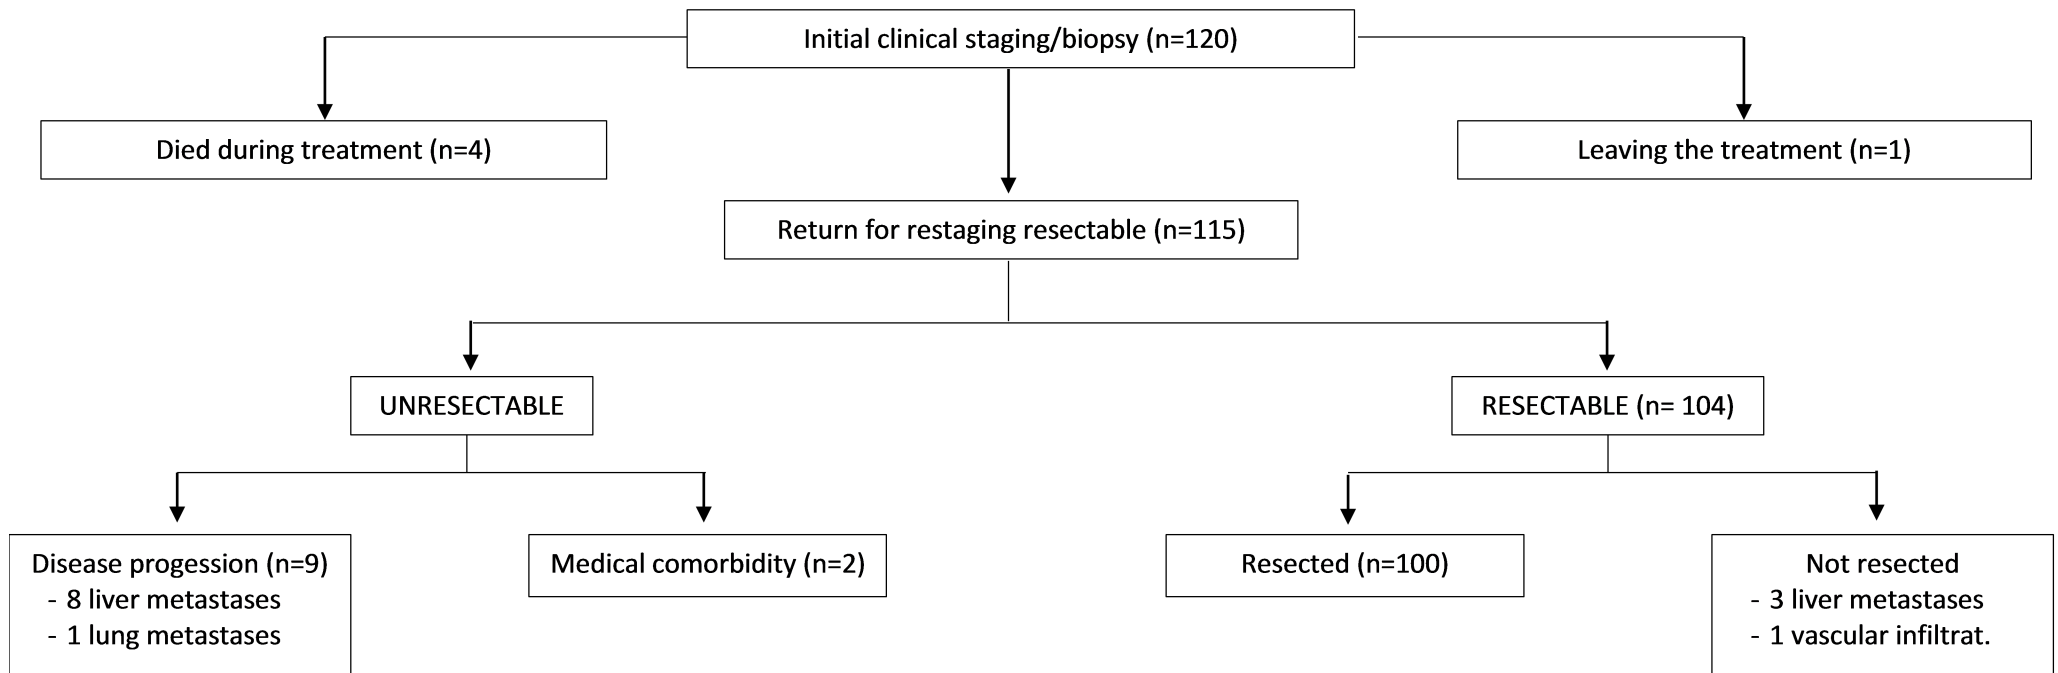 Initial clinical staging/biopsy (n=120)
Died during treatment (n=4)
Leaving the treatment (n=1)
Return for restaging resectable (n=115)
UNRESECTABLE
RESECTABLE (n= 104)
Disease progession (n=9)
- 8 liver metastases
- 1 lung metastases
Medical comorbidity (n=2)
Resected (n=100)
Not resected
- 3 liver metastases
- 1 vascular infiltrat.